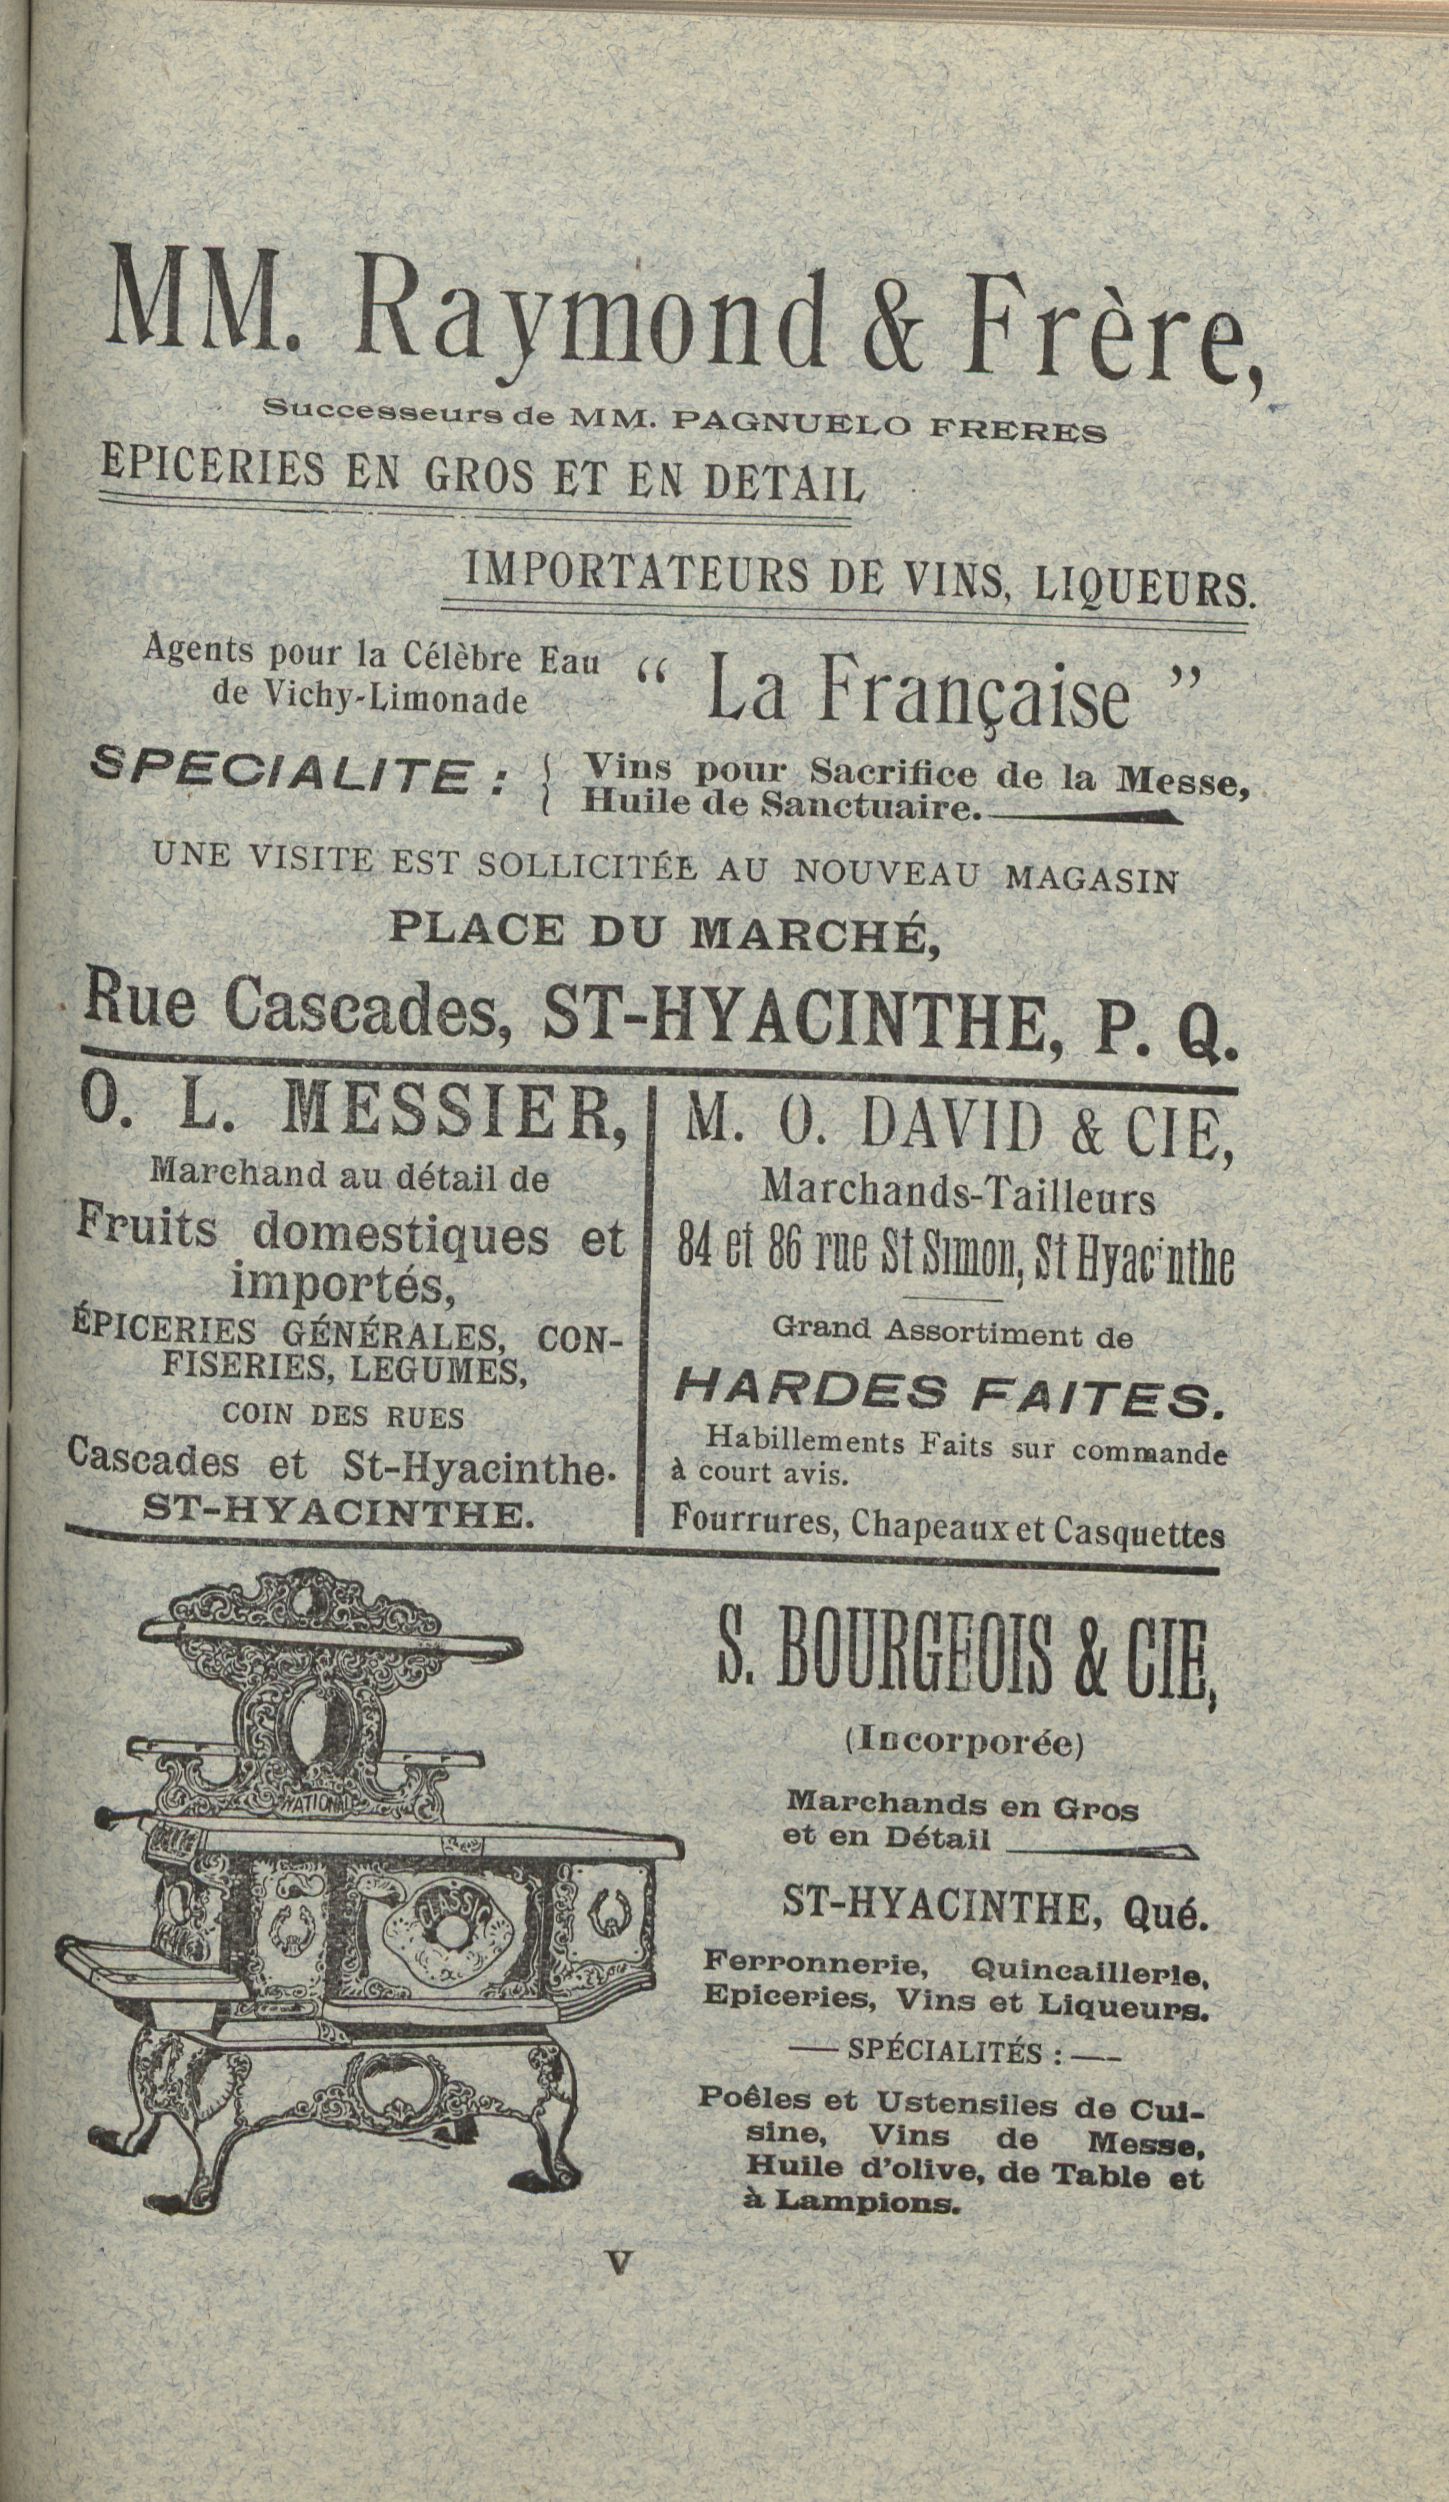 MM. Raymond & Frère,
Successeurs de MM. PAGNUELO FRERES
EPICERIES EN GROS ET EN DETAIL
IMPORTATEURS DE VINS, LIQUEURS.
Agents pour la Célèbre Eau
de Vichy-Limonade
“ La Française ”
SPECIALITE :
Vins pour Sacrifice de la Messe,
Huile de Sanctuaire.
UNE VISITE EST SOLLICITÉE AU NOUVEAU MAGASIN
PLACE DU MARCHÉ,
Rue Cascades, ST-HYACINTHE, P. Q.
O. L. MESSIER,
Marchand au détail de
Fruits domestiques et
importés,
ÉPICERIES GÉNÉRALES, CON-
FISERIES, LEGUMES,
COIN DES RUES
Cascades et St-Hyacinthe.
ST-HYACINTHE.
M. O. DAVID & CIE,
Marchands-Tailleurs
84 et 86 rue St Simon, St Hyacinthe
Grand Assortiment de
HARDES FAITES.
Habillements Faits sur commande
à court avis.
Fourrures, Chapeaux et Casquettes
NATIONAL
CLASSIC
S. BOURGEOIS & CIE,
(Incorporée)
Marchands en Gros
et en Détail
ST-HYACINTHE, Qué.
Ferronnerie, Quincaillerie,
Epiceries, Vins et Liqueurs.
— SPÉCIALITÉS : —
Poêles et Ustensiles de Cui-
sine, Vins de Messe,
Huile d'olive, de Table et
à Lampions.
V